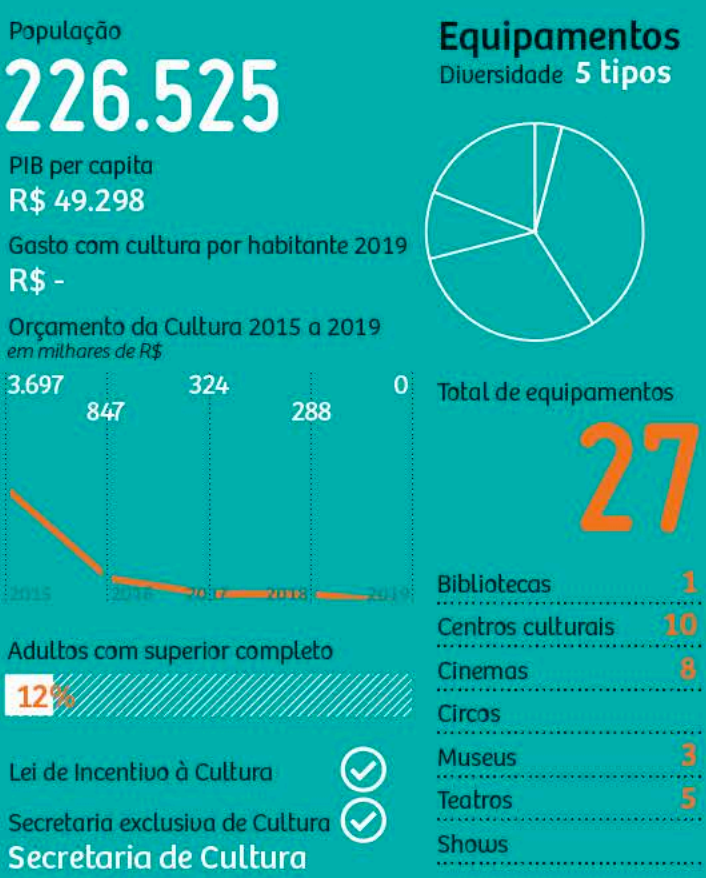 População
226.525
PIB per capita
R$ 49.298
Gasto com cultura por habitante 2019
R$ -
Orçamento da Cultura 2015 a 2019
em milhares de R$
3.697
847
324
288
0
2015
2016
2017
2018
2019
Adultos com superior completo
12%
Lei de Incentivo à Cultura
Secretaria exclusiva de Cultura
Secretaria de Cultura
Equipamentos
Diversidade 5 tipos
Total de equipamentos
27
Bibliotecas 1
Centros culturais 10
Cinemas 8
Circos
Museus 3
Teatros 5
Shows